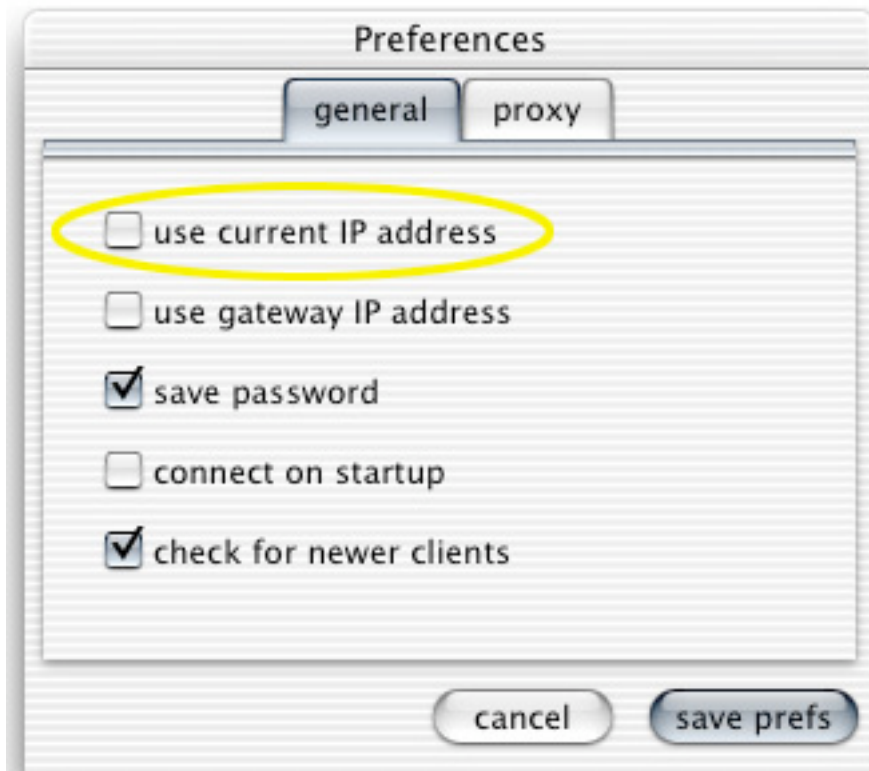 Preferences
general proxy
use current IP address
use gateway IP address
save password
connect on startup
check for newer clients
cancel save prefs